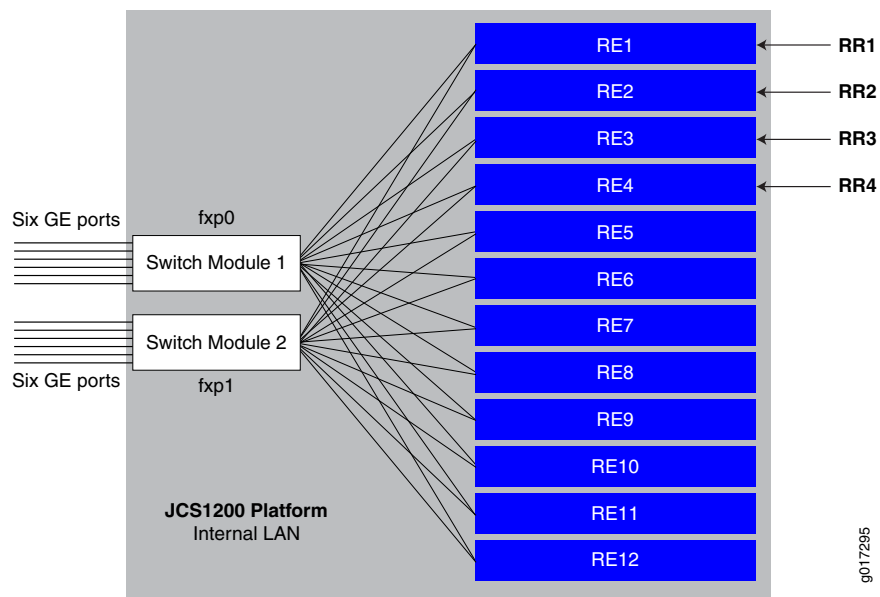 RE1
RR1
RE2
RR2
RE3
RR3
RE4
RR4
Six GE ports
fxp0
RE5
Switch Module 1
RE6
RE7
Switch Module 2
RE8
Six GE ports
fxp1
RE9
RE10
JCS1200 Platform
Internal LAN
RE11
RE12
g017295